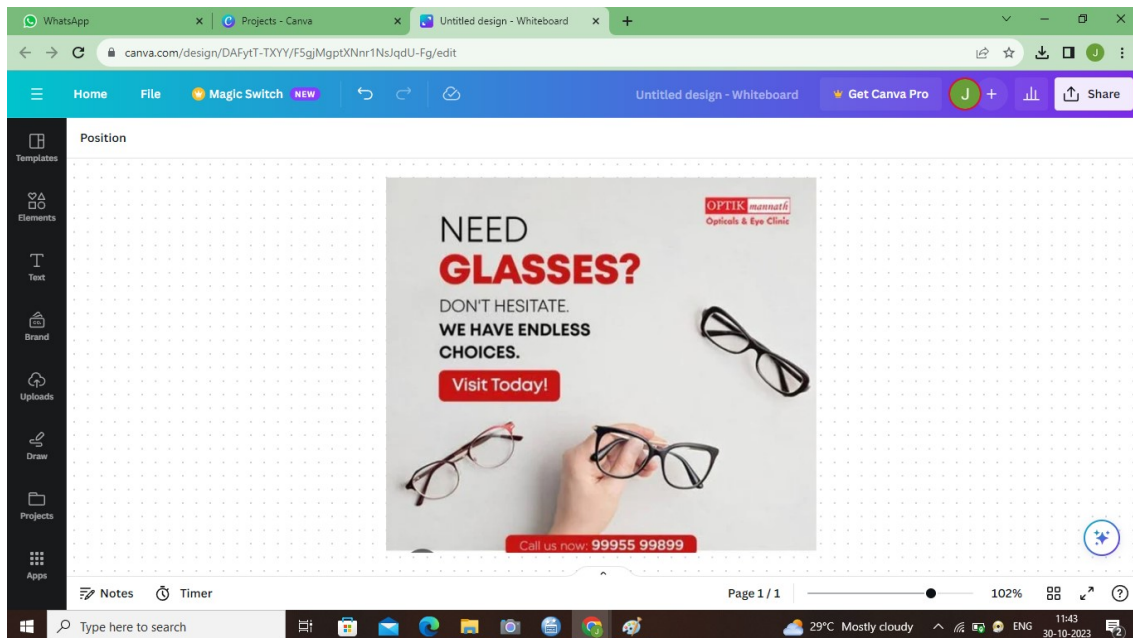 WhatsApp
Projects - Canva
Untitled design - Whiteboard
canva.com/design/DAFytT-TXYY/F5gjMgptXNnr1NsJqdU-Fg/edit
J
Home File Magic Switch NEW
Untitled design - Whiteboard
Get Canva Pro
J
Share
Templates
Elements
Text
Brand
Uploads
Draw
Projects
Apps
Position
OPTIK mannath
Opticals & Eye Clinic
NEED
GLASSES?
DON'T HESITATE.
WE HAVE ENDLESS
CHOICES.
Visit Today!
Call us now: 99955 99899
Notes Timer Page 1 / 1 102%
Type here to search
29°C Mostly cloudy
ENG
11:43
30-10-2023
2